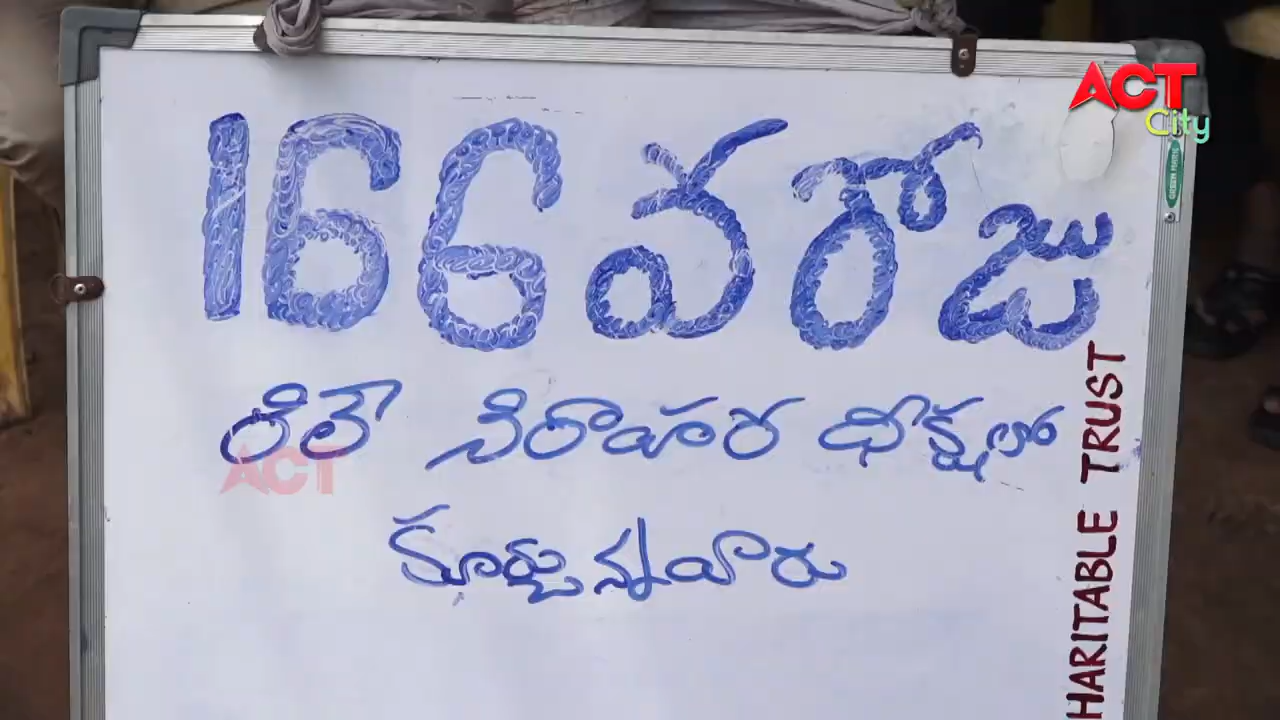 ACT
City
166వ రోజు
రిలే నిరాహార ధీక్షలో
కూర్చున్నవారు
ACT
HARITABLE TRUST